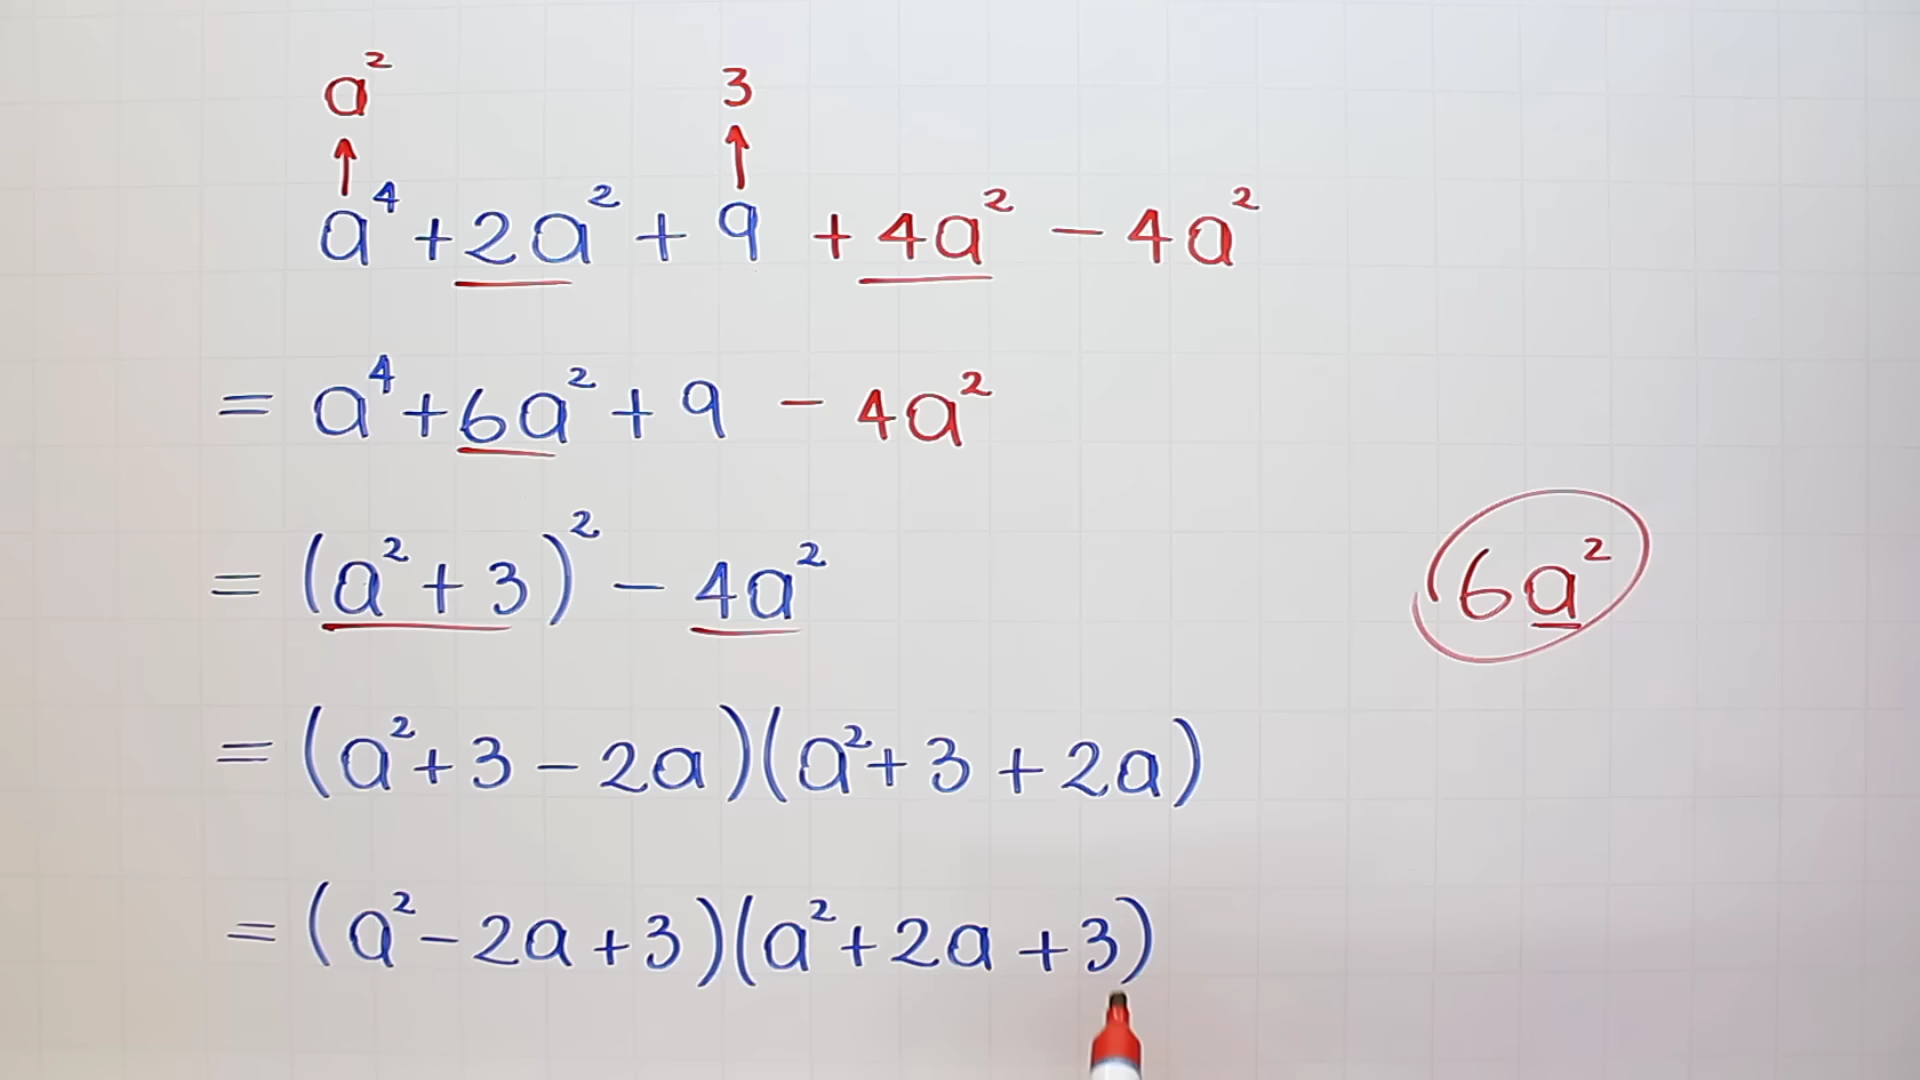 a² 3
a⁴ + 2a² + 9 + 4a² - 4a²
= a⁴ + 6a² + 9 - 4a²
= (a² + 3)² - 4a²
6a²
= (a² + 3 - 2a)(a² + 3 + 2a)
= (a² - 2a + 3)(a² + 2a + 3)